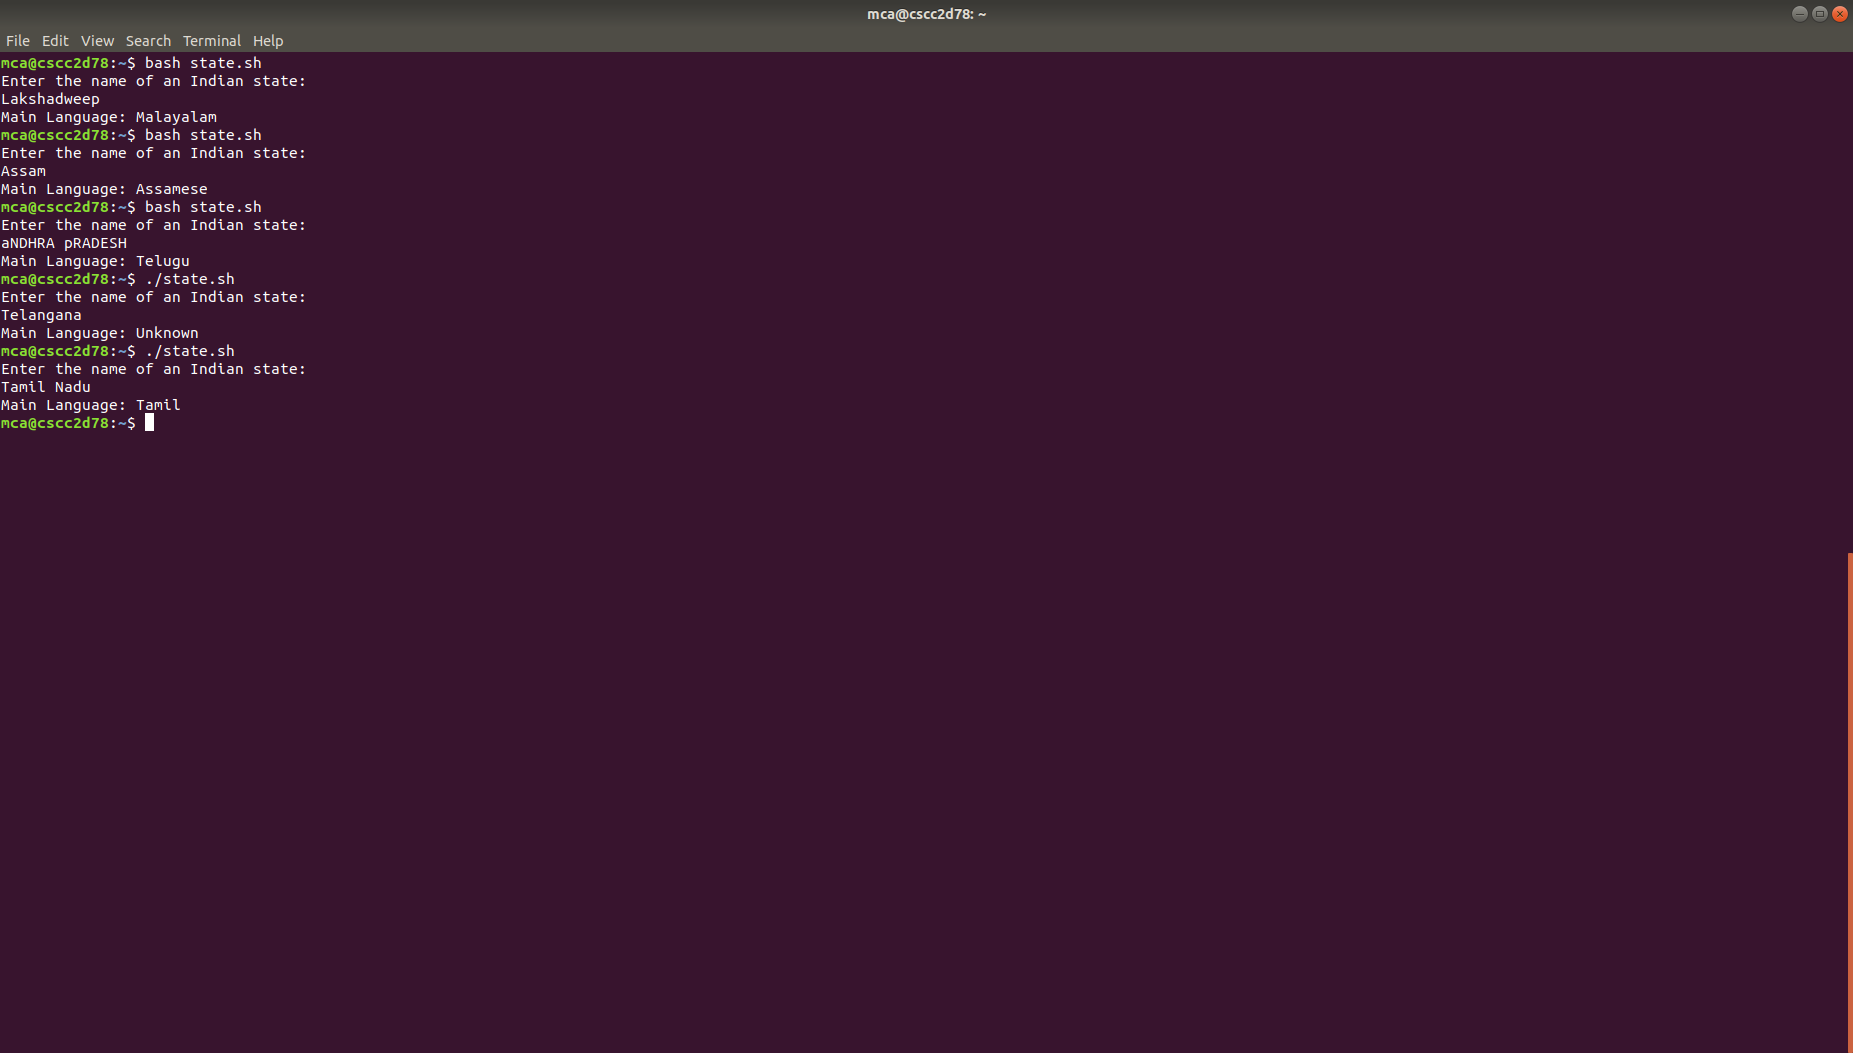 mca@cscc2d78: ~
File Edit View Search Terminal Help
mca@cscc2d78:~$ bash state.sh
Enter the name of an Indian state:
Lakshadweep
Main Language: Malayalam
mca@cscc2d78:~$ bash state.sh
Enter the name of an Indian state:
Assam
Main Language: Assamese
mca@cscc2d78:~$ bash state.sh
Enter the name of an Indian state:
aNDHRA pRADESH
Main Language: Telugu
mca@cscc2d78:~$ ./state.sh
Enter the name of an Indian state:
Telangana
Main Language: Unknown
mca@cscc2d78:~$ ./state.sh
Enter the name of an Indian state:
Tamil Nadu
Main Language: Tamil
mca@cscc2d78:~$